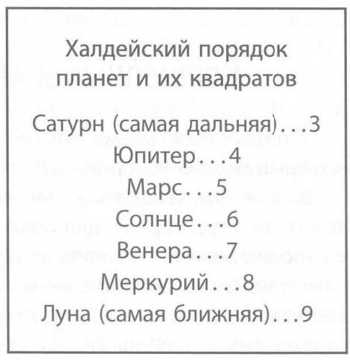 Халдейский порядок
планет и их квадратов
Сатурн (самая дальняя)...3
Юпитер...4
Марс...5
Солнце...6
Венера...7
Меркурий...8
Луна (самая ближняя)...9